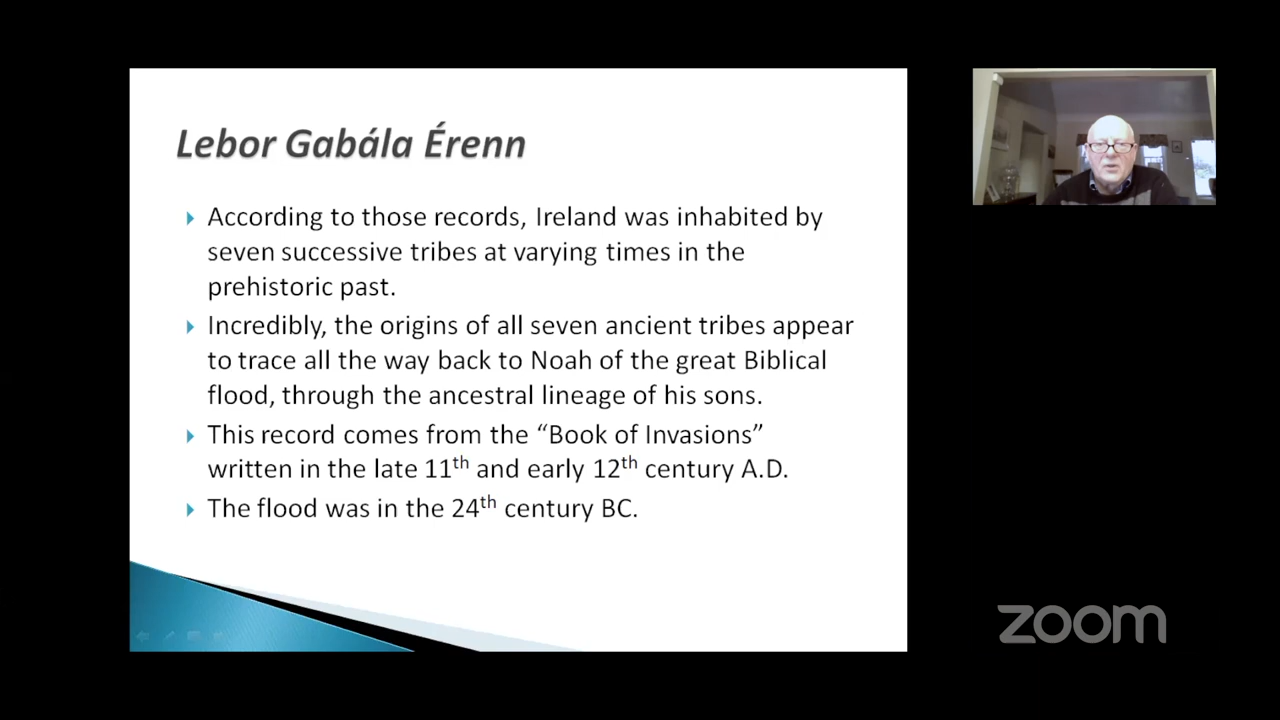 Lebor Gabála Érenn
According to those records, Ireland was inhabited by
seven successive tribes at varying times in the
prehistoric past.
Incredibly, the origins of all seven ancient tribes appear
to trace all the way back to Noah of the great Biblical
flood, through the ancestral lineage of his sons.
This record comes from the “Book of Invasions”
written in the late 11th and early 12th century A.D.
The flood was in the 24th century BC.
zoom